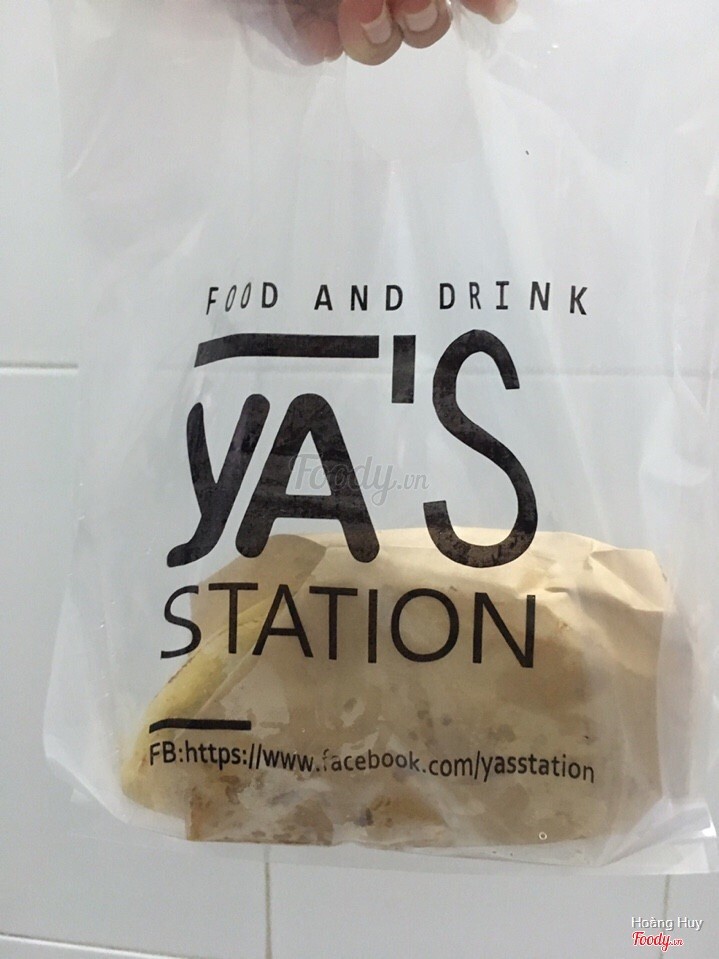 FOOD AND DRINK
YA'S
STATION
FB:https://www.facebook.com/yasstation
Foody.vn
Hoàng Huy
Foody.vn